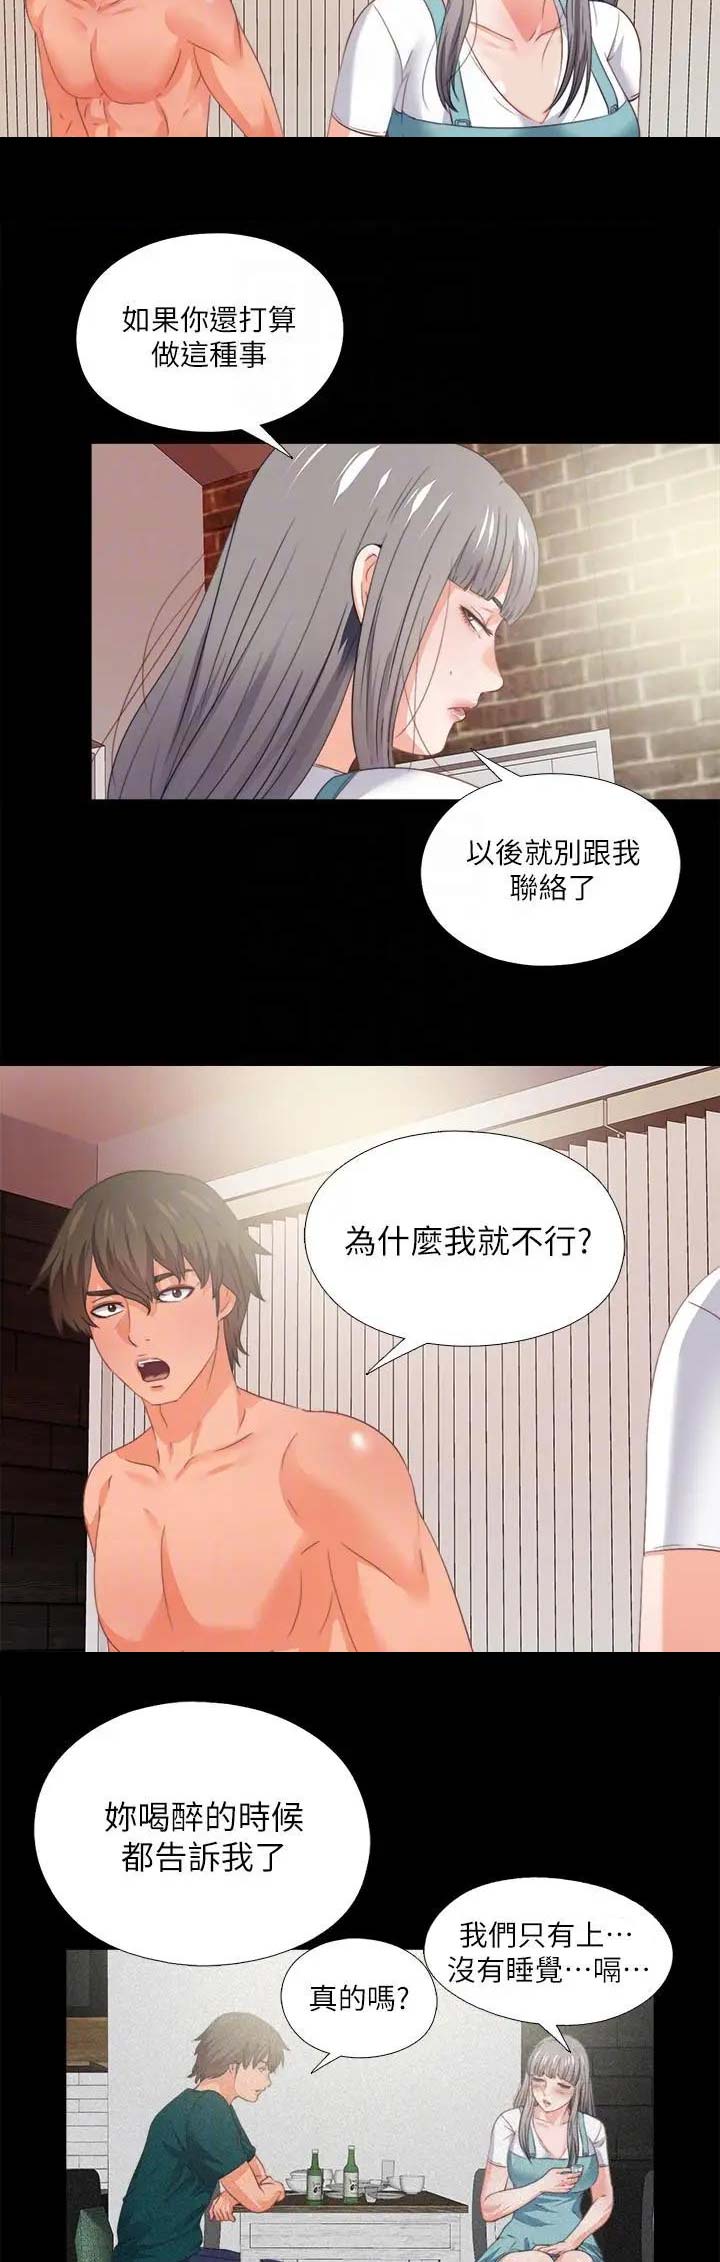 如果你還打算
做這種事
以後就別跟我
聯絡了
為什麼我就不行?
妳喝醉的時候
都告訴我了
我們只有上⋯
沒有睡覺⋯嗝⋯
真的嗎?